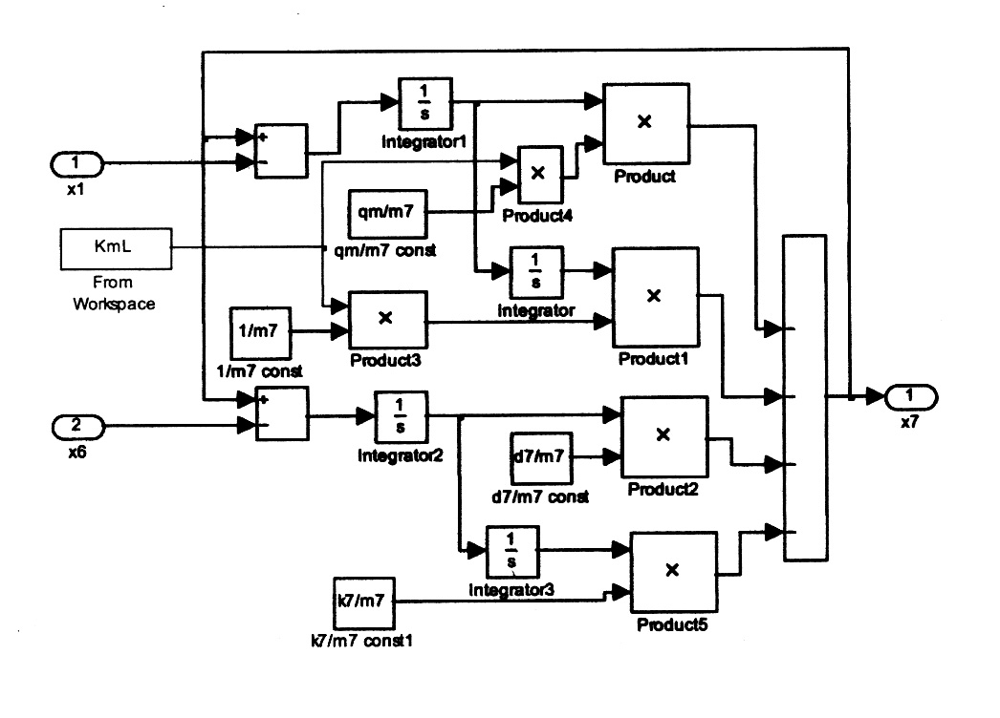 1
s
Integrator1
×
Product
+
−
1
x1
×
Product4
qm/m7
qm/m7 const
KmL
From
Workspace
1
s
Integrator
×
Product1
×
Product3
1/m7
1/m7 const
+
−
2
x6
1
s
Integrator2
×
Product2
d7/m7
d7/m7 const
−
−
−
−
1
x7
1
s
Integrator3
×
Product5
k7/m7
k7/m7 const1